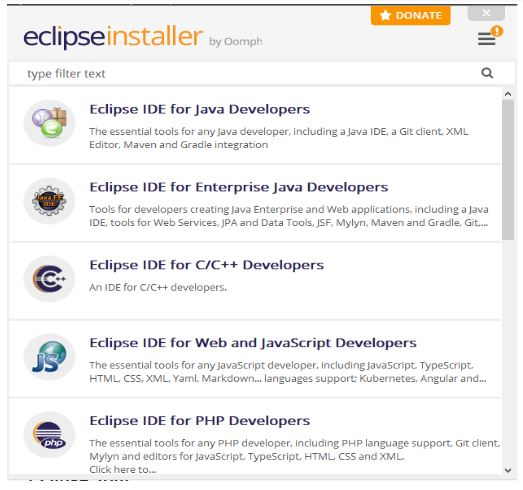 DONATE
eclipseinstaller by Oomph
type filter text
Eclipse IDE for Java Developers
The essential tools for any Java developer, including a Java IDE, a Git client, XML
Editor, Maven and Gradle integration
Java EE
IDE
Eclipse IDE for Enterprise Java Developers
Tools for developers creating Java Enterprise and Web applications, including a Java
IDE, tools for Web Services, JPA and Data Tools, JSF, Mylyn, Maven and Gradle, Git,...
C++
Eclipse IDE for C/C++ Developers
An IDE for C/C++ developers.
JS
Eclipse IDE for Web and JavaScript Developers
The essential tools for any JavaScript developer, including JavaScript, TypeScript,
HTML, CSS, XML, Yaml, Markdown... languages support; Kubernetes, Angular and...
php
Eclipse IDE for PHP Developers
The essential tools for any PHP developer, including PHP language support, Git client,
Mylyn and editors for JavaScript, TypeScript, HTML, CSS and XML.
Click here to...